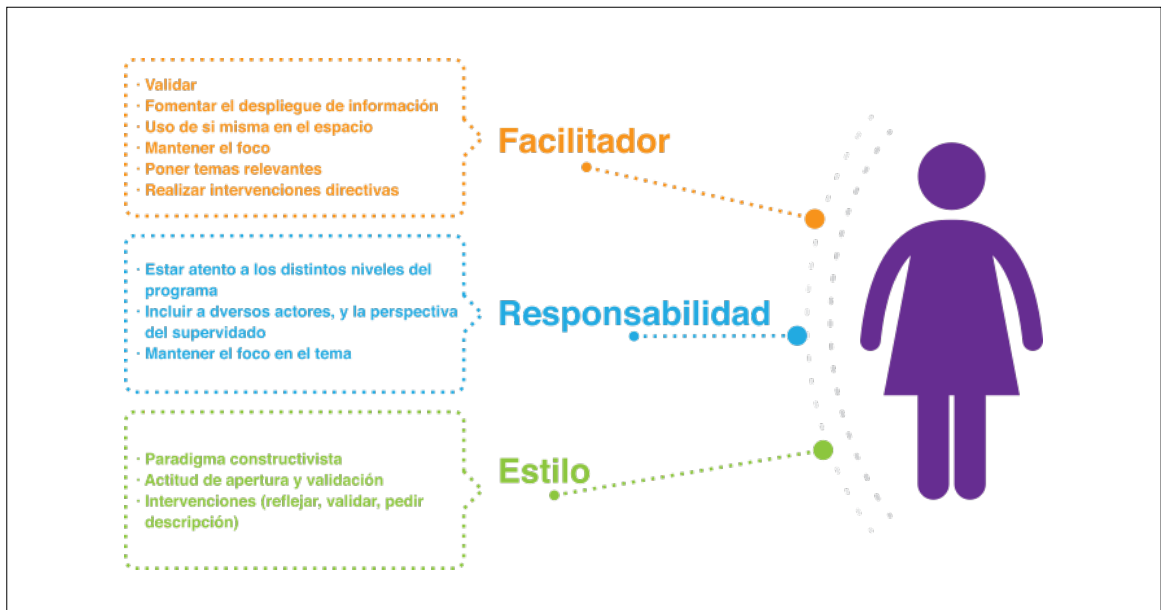 · Validar
· Fomentar el despliegue de información
· Uso de si misma en el espacio
· Mantener el foco
· Poner temas relevantes
· Realizar intervenciones directivas
Facilitador
· Estar atento a los distintos niveles del
programa
· Incluir a diversos actores, y la perspectiva
del supervidado
· Mantener el foco en el tema
Responsabilidad
· Paradigma constructivista
· Actitud de apertura y validación
· Intervenciones (reflejar, validar, pedir
descripción)
Estilo